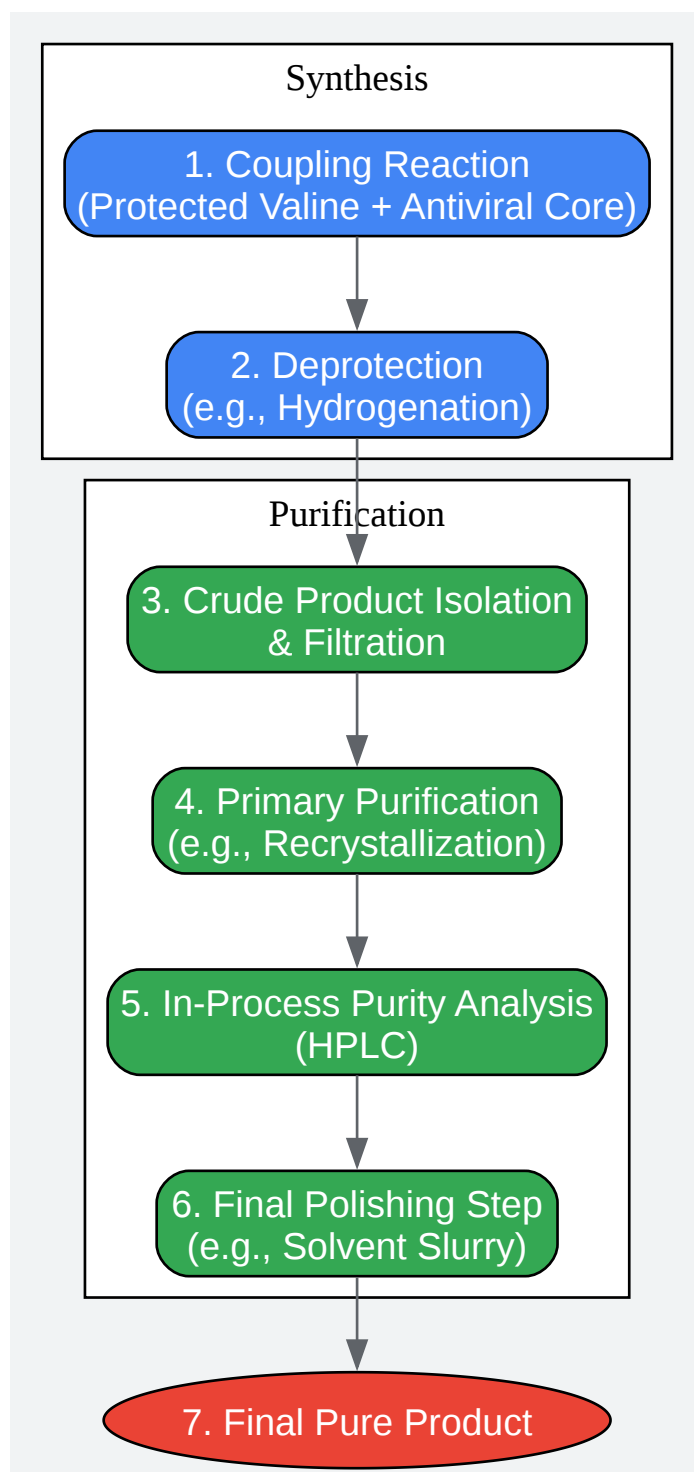 Synthesis
1. Coupling Reaction
(Protected Valine + Antiviral Core)
2. Deprotection
(e.g., Hydrogenation)
Purification
3. Crude Product Isolation
& Filtration
4. Primary Purification
(e.g., Recrystallization)
5. In-Process Purity Analysis
(HPLC)
6. Final Polishing Step
(e.g., Solvent Slurry)
7. Final Pure Product